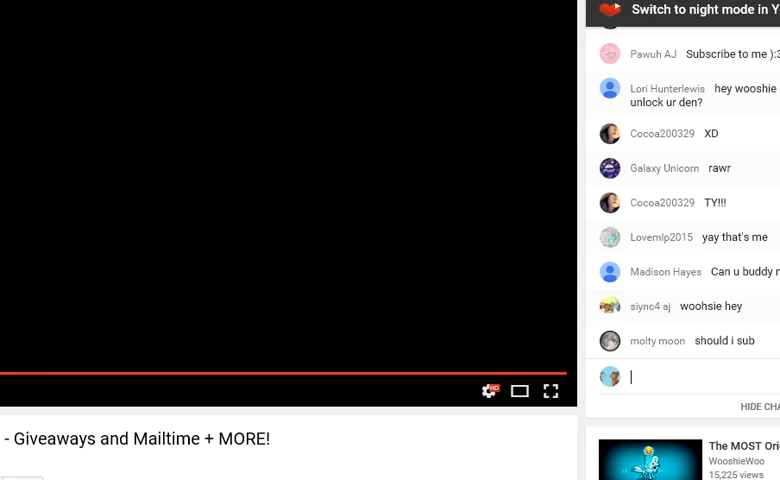 Switch to night mode in Y
Pawuh AJ Subscribe to me ):3
Lori Hunterlewis hey wooshie
unlock ur den?
Cocoa200329 XD
Galaxy Unicorn rawr
Cocoa200329 TY!!!
Lovemlp2015 yay that's me
Madison Hayes Can u buddy
siync4 aj woohsie hey
molty moon should i sub
HD
HIDE CHA
- Giveaways and Mailtime + MORE!
The MOST Ori
WooshieWoo
15,225 views